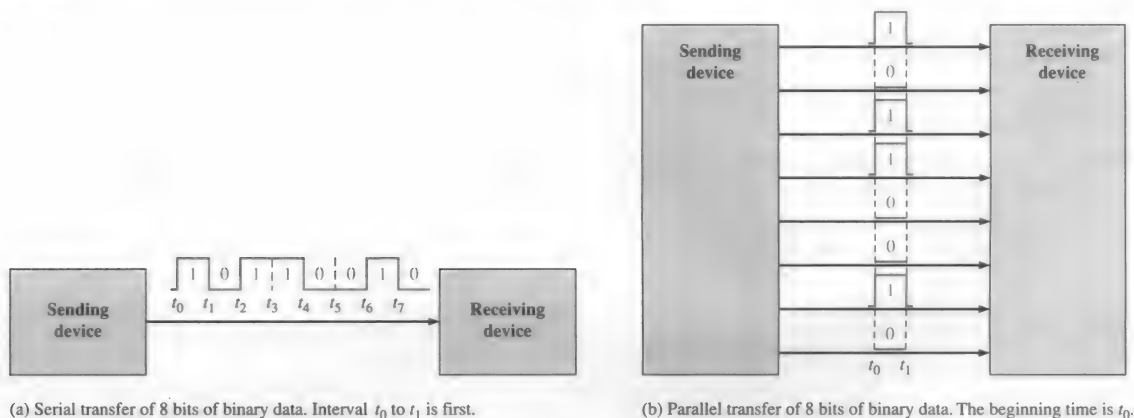 Sending
device
1 0 1 1 0 0 1 0
t₀ t₁ t₂ t₃ t₄ t₅ t₆ t₇
Receiving
device
(a) Serial transfer of 8 bits of binary data. Interval t₀ to t₁ is first.
Sending
device
1
0
1
1
0
0
1
0
t₀ t₁
Receiving
device
(b) Parallel transfer of 8 bits of binary data. The beginning time is t₀.